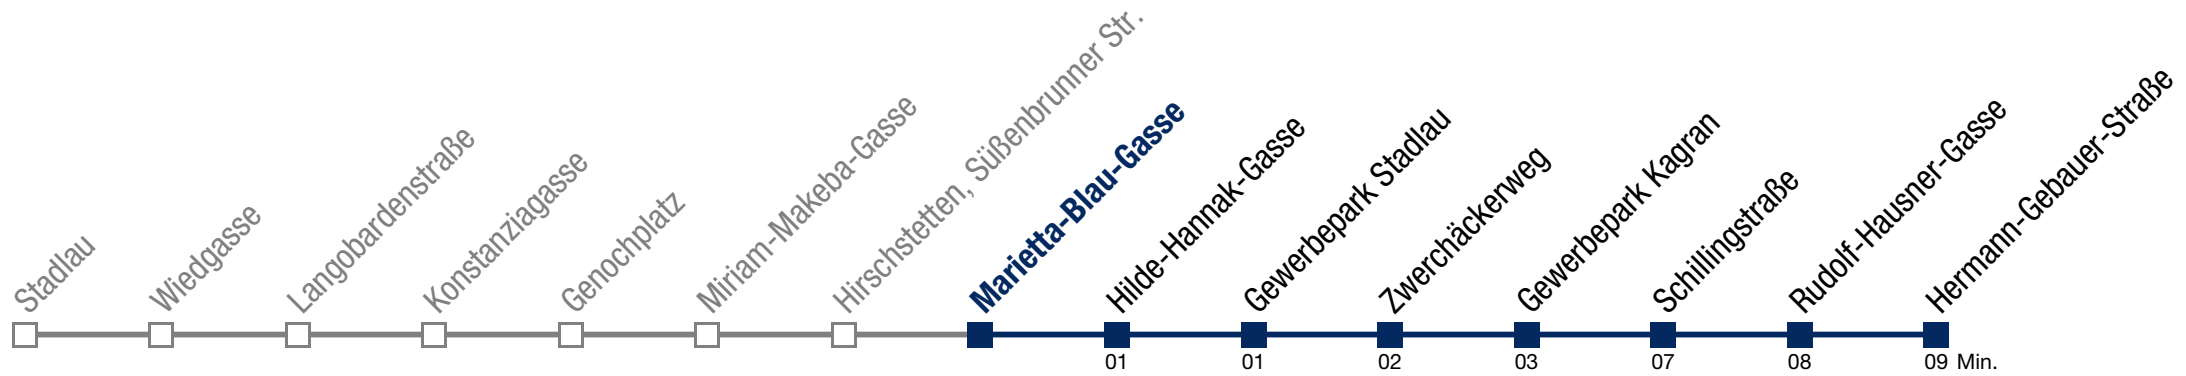 Stadlau
Wiedgasse
Langobardenstraße
Konstanziagasse
Genochplatz
Miriam-Makeba-Gasse
Hirschstetten, Süßenbrunner Str.
Marietta-Blau-Gasse
Hilde-Hannak-Gasse
Gewerbepark Stadlau
Zwerchäckerweg
Gewerbepark Kagran
Schillingstraße
Rudolf-Hausner-Gasse
Hermann-Gebauer-Straße
01 01 02 03 07 08 09 Min.